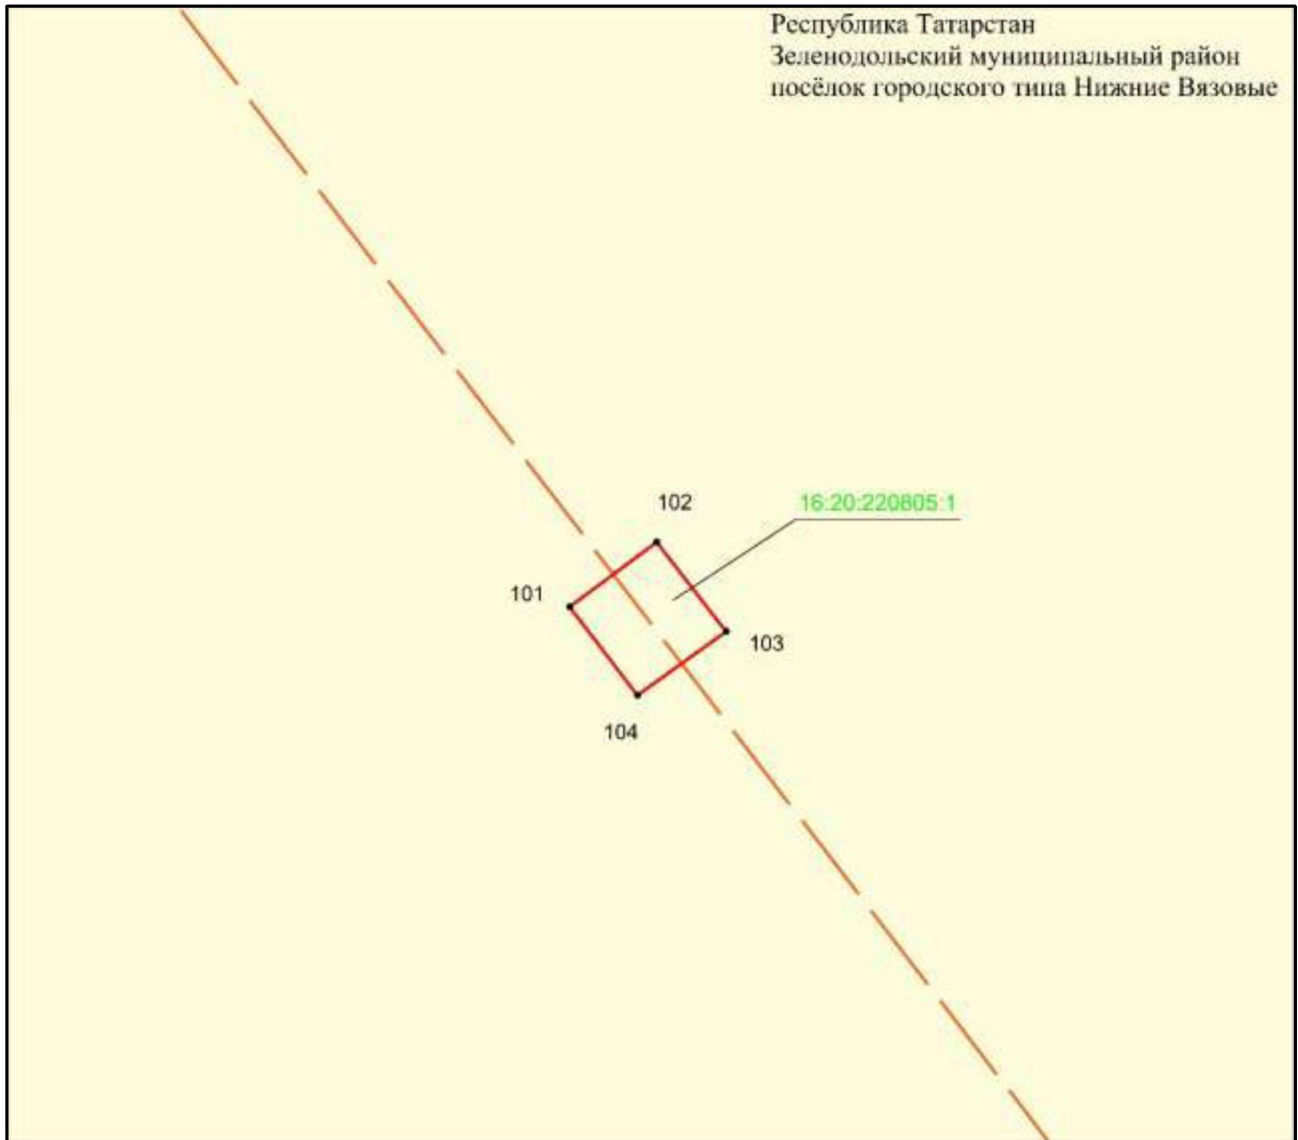 Республика Татарстан
Зеленодольский муниципальный район
посёлок городского типа Нижние Вязовые
102
16:20:220805:1
101
103
104